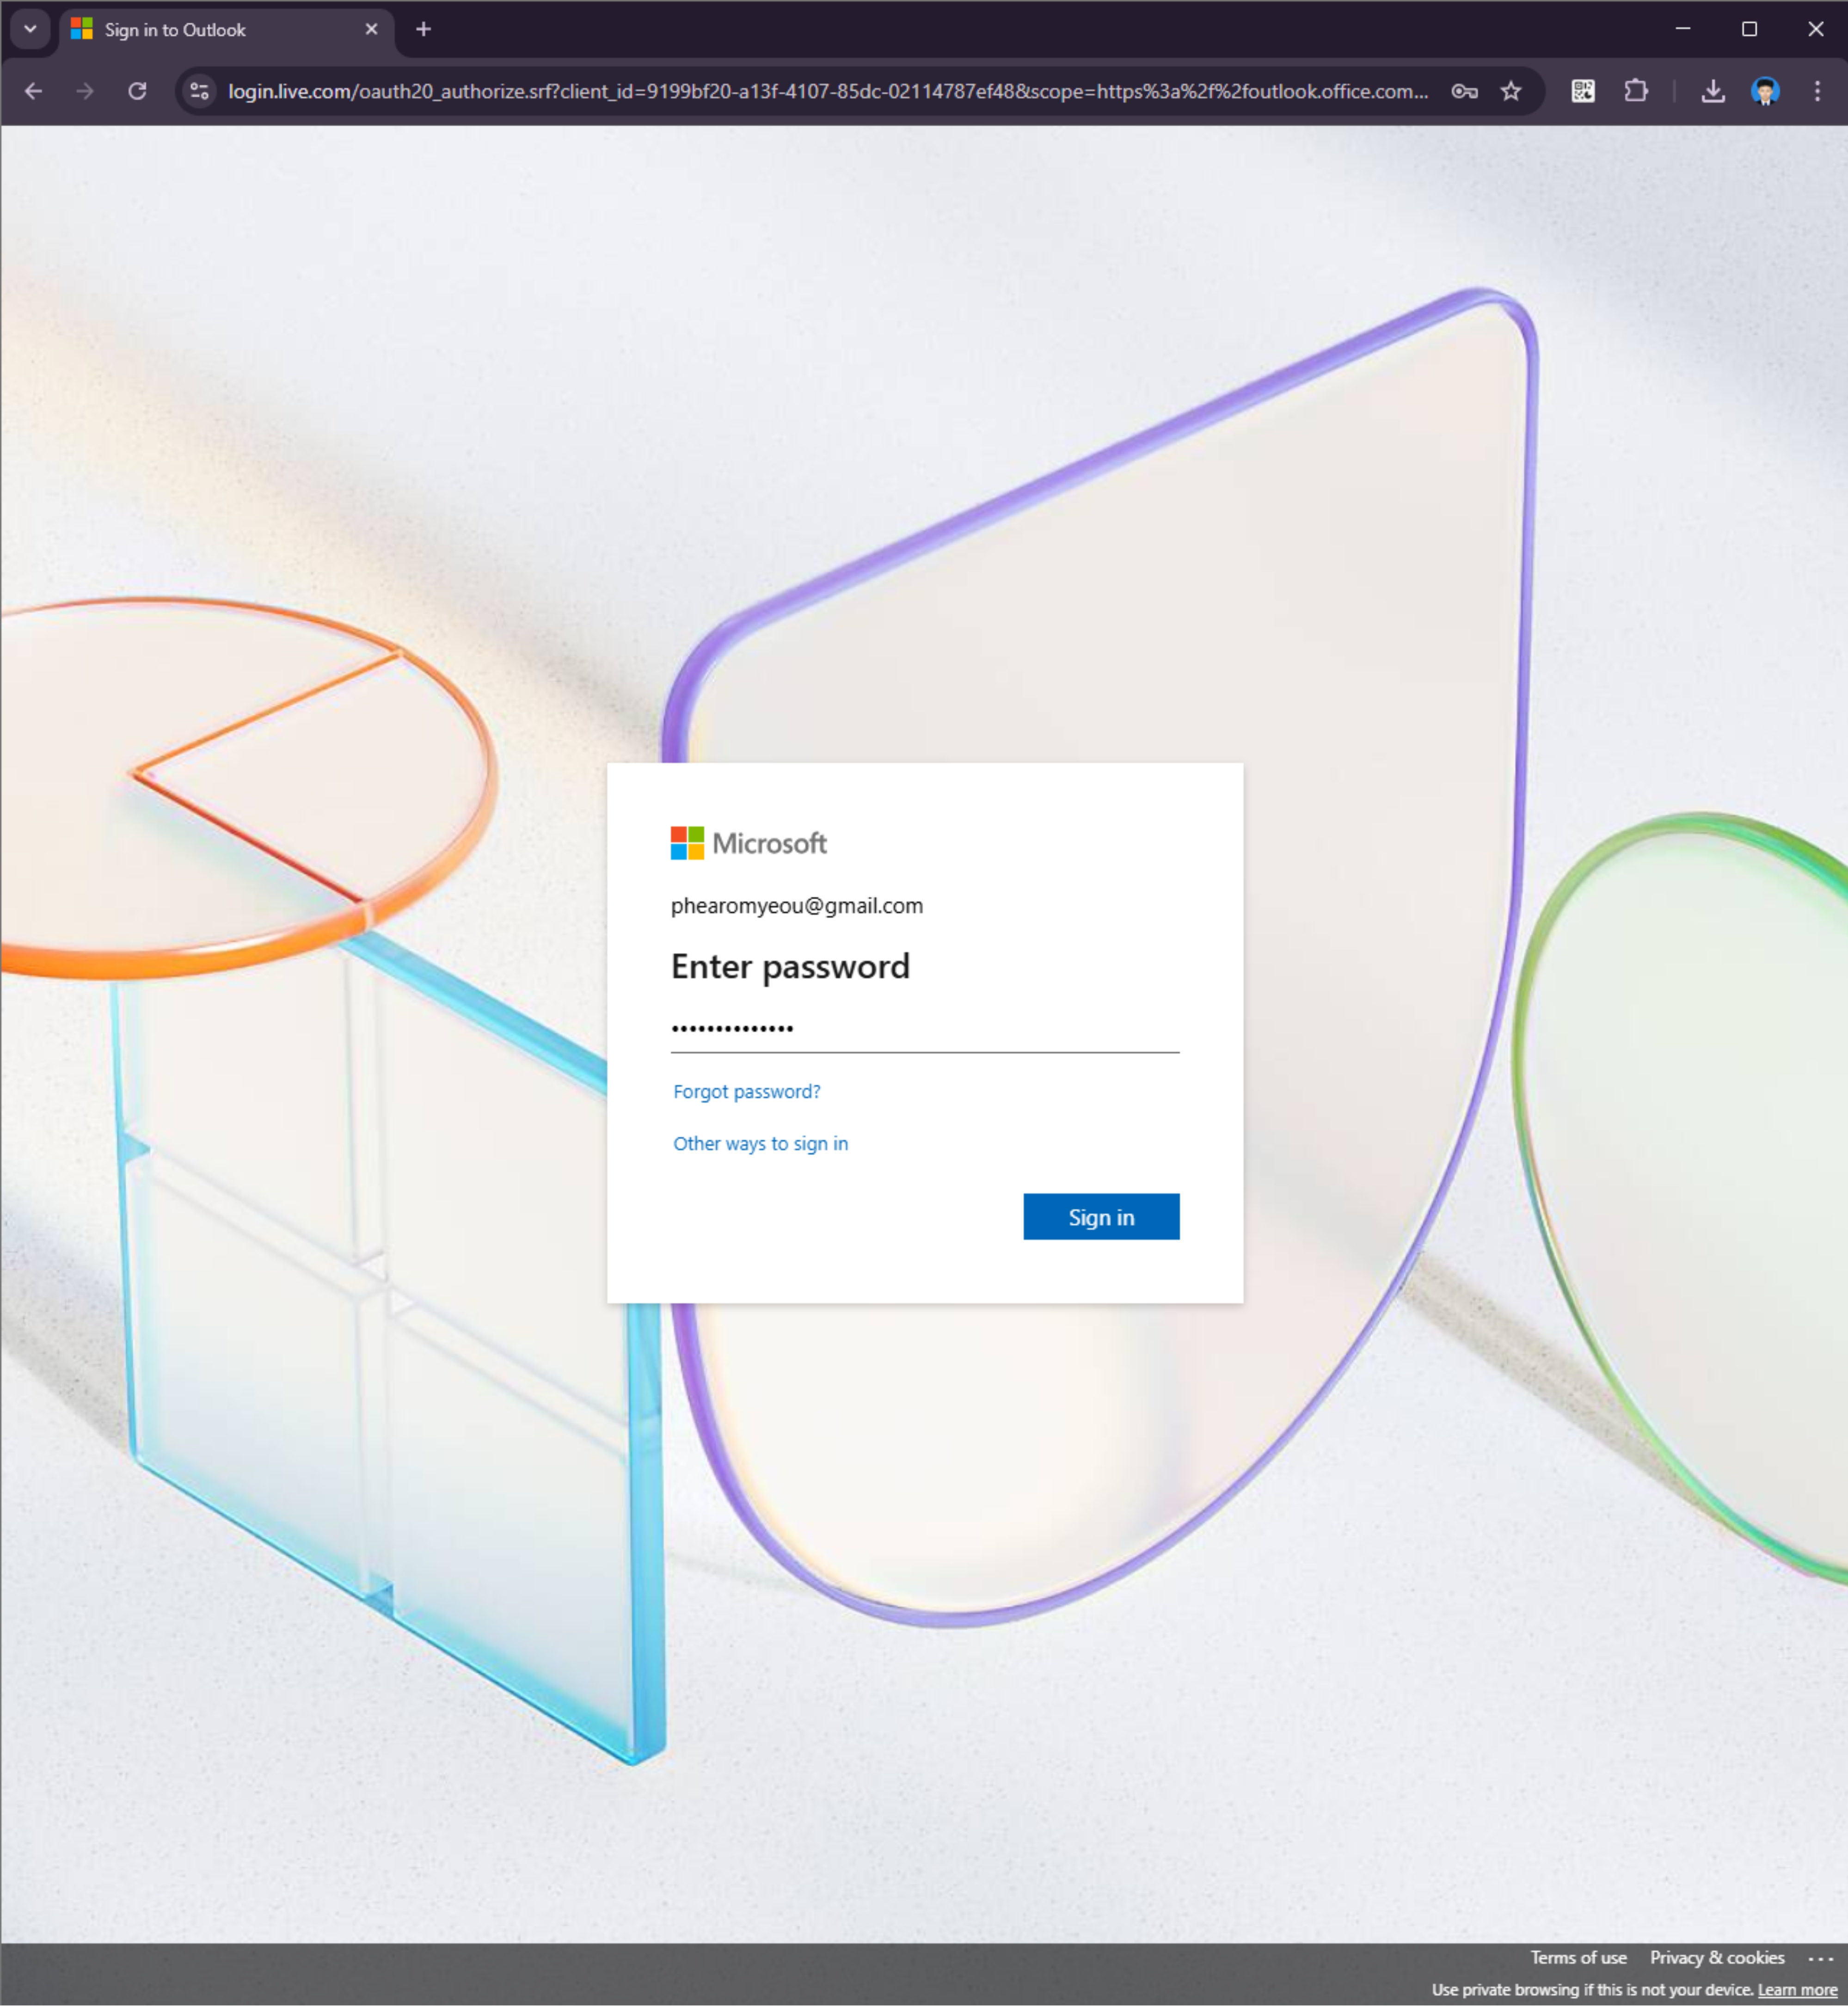 Sign in to Outlook
login.live.com/oauth20_authorize.srf?client_id=9199bf20-a13f-4107-85dc-02114787ef48&scope=https%3a%2f%2foutlook.office.com...
Microsoft
phearomyeou@gmail.com
Enter password
••••••••••••••
Forgot password?
Other ways to sign in
Sign in
Terms of use Privacy & cookies ...
Use private browsing if this is not your device. Learn more